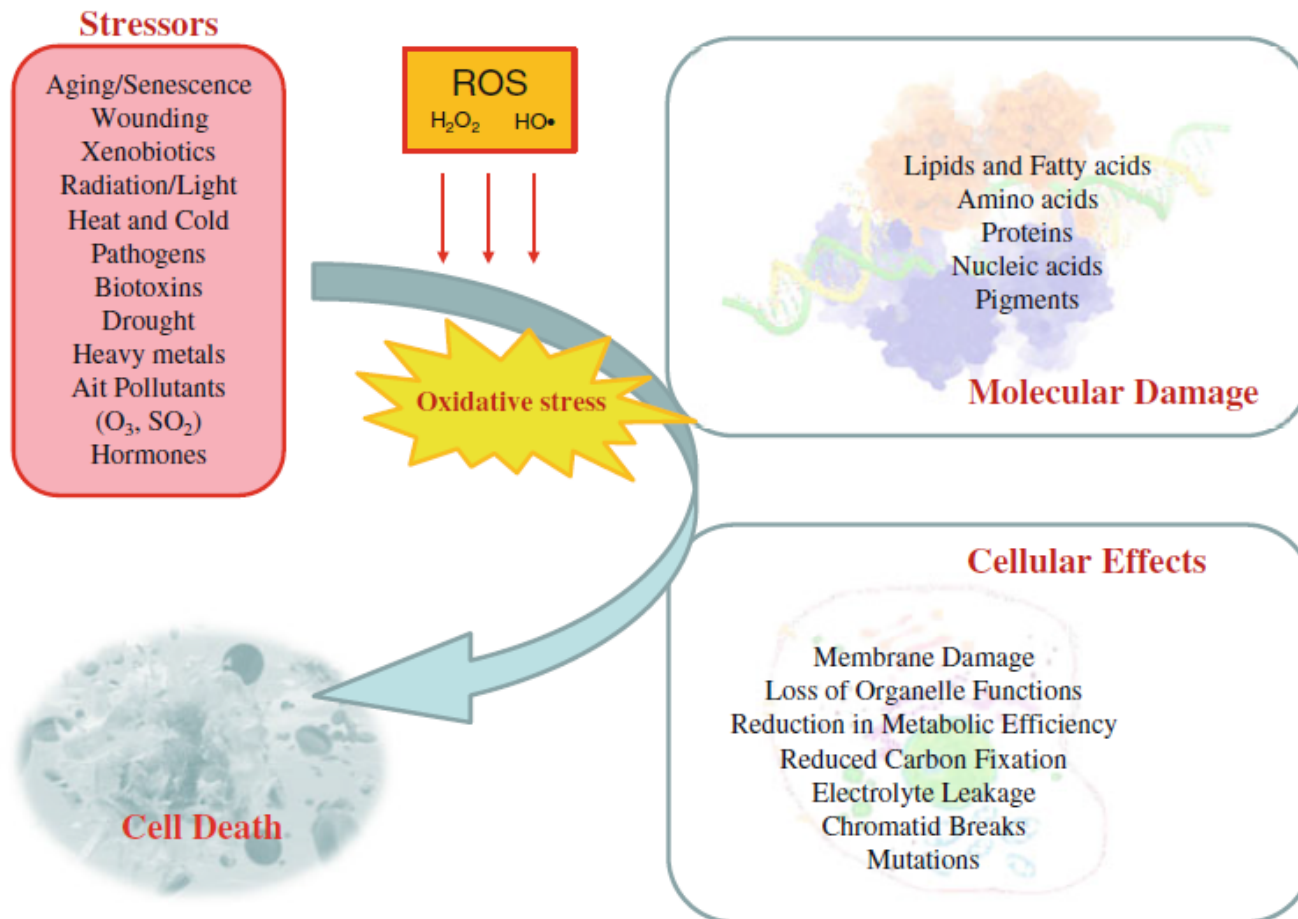 Stressors
Aging/Senescence
Wounding
Xenobiotics
Radiation/Light
Heat and Cold
Pathogens
Biotoxins
Drought
Heavy metals
Ait Pollutants
(O₃, SO₂)
Hormones
ROS
H₂O₂ HO•
Oxidative stress
Lipids and Fatty acids
Amino acids
Proteins
Nucleic acids
Pigments
Molecular Damage
Cellular Effects
Membrane Damage
Loss of Organelle Functions
Reduction in Metabolic Efficiency
Reduced Carbon Fixation
Electrolyte Leakage
Chromatid Breaks
Mutations
Cell Death